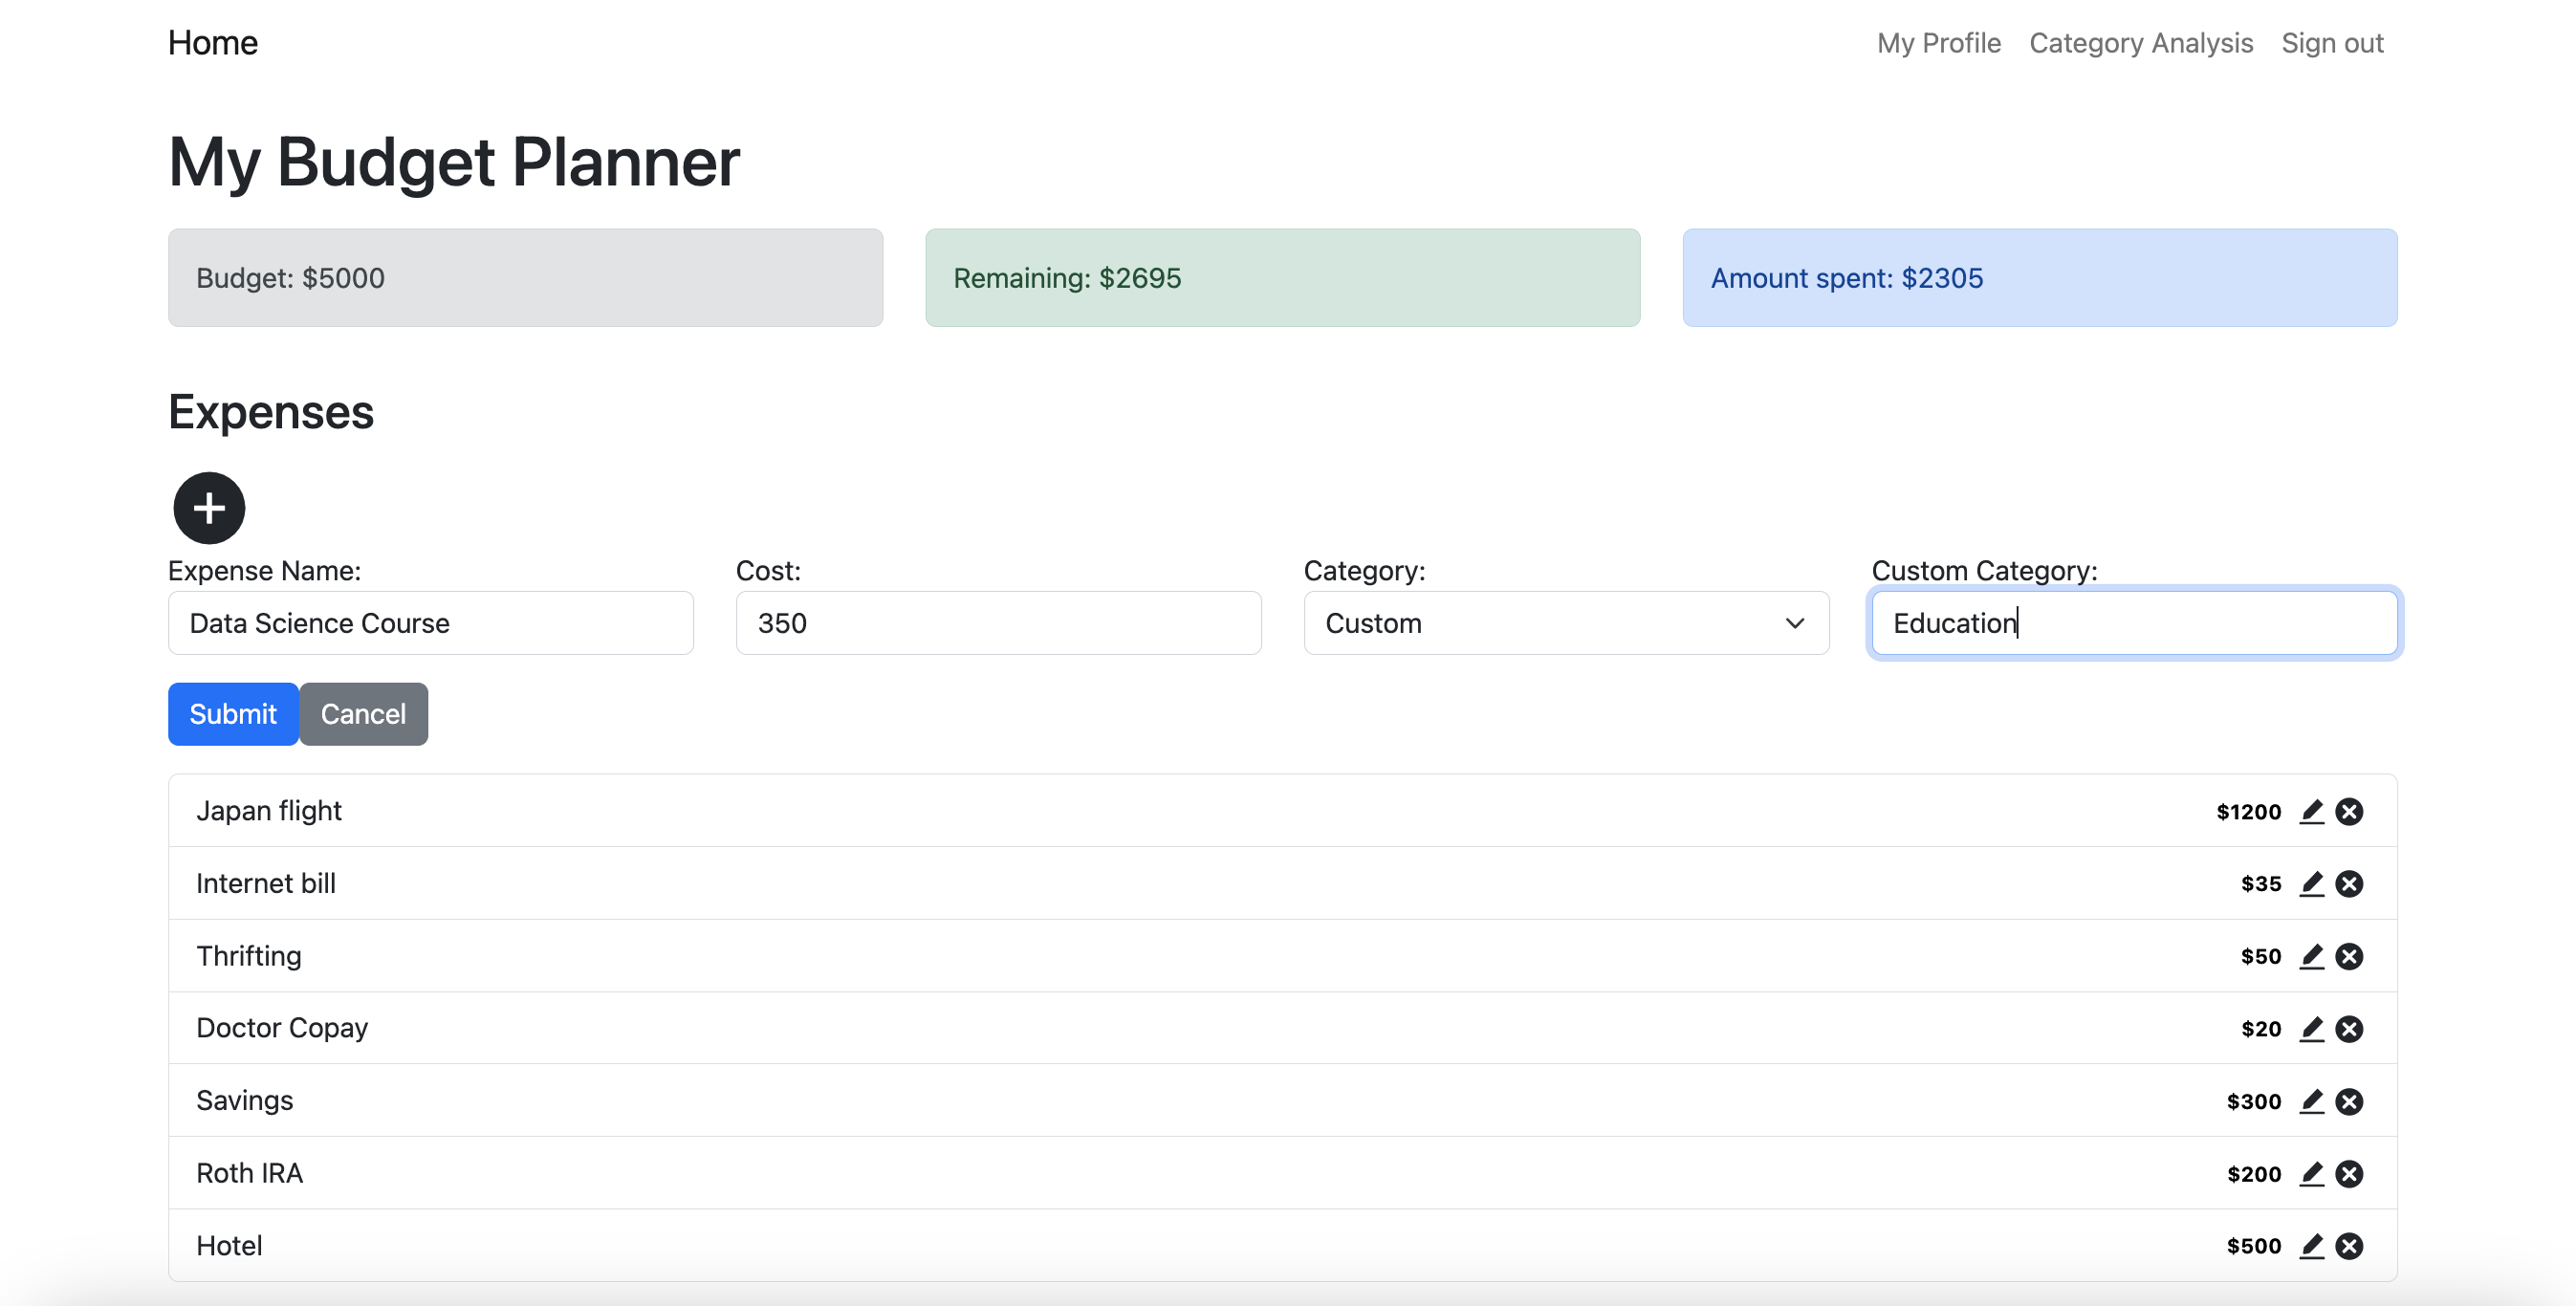 Home My Profile Category Analysis Sign out
My Budget Planner
Budget: $5000 Remaining: $2695 Amount spent: $2305
Expenses
Expense Name: Cost: Category: Custom Category:
Data Science Course 350 Custom Education
Submit Cancel
Japan flight $1200
Internet bill $35
Thrifting $50
Doctor Copay $20
Savings $300
Roth IRA $200
Hotel $500